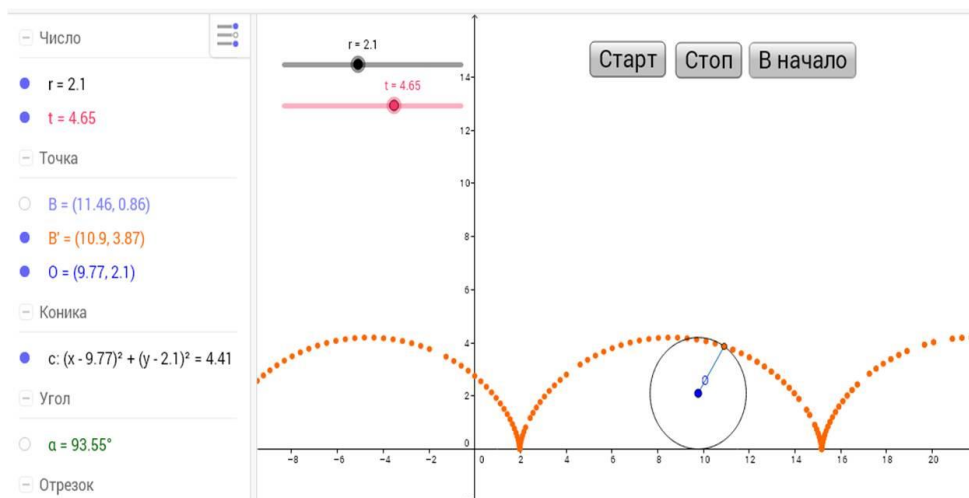 Число
r = 2.1
t = 4.65
Точка
B = (11.46, 0.86)
B' = (10.9, 3.87)
O = (9.77, 2.1)
Коника
c: (x - 9.77)² + (y - 2.1)² = 4.41
Угол
α = 93.55°
Отрезок
r = 2.1
t = 4.65
Старт Стоп В начало
14
12
10
8
6
4
2
0
−8 −6 −4 −2 0 2 4 6 8 10 12 14 16 18 20